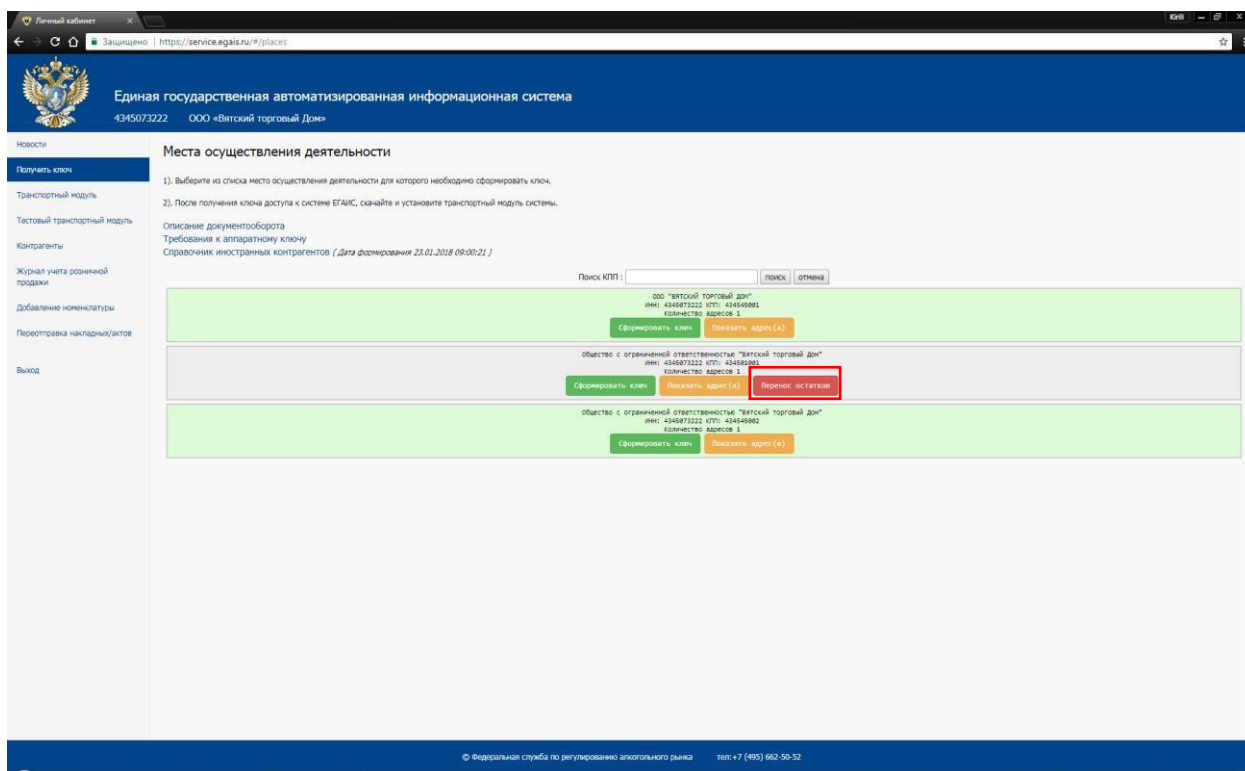 Личный кабинет
Kirill
Защищено | https://service.egais.ru/#/places
Единая государственная автоматизированная информационная система
4345073222 ООО «Вятский торговый Дом»
Новости
Получить ключ
Транспортный модуль
Тестовый транспортный модуль
Контрагенты
Журнал учета розничной
продажи
Добавление номенклатуры
Переотправка накладных/актов
Выход
Места осуществления деятельности
1). Выберите из списка место осуществления деятельности для которого необходимо сформировать ключ.
2). После получения ключа доступа к системе ЕГАИС, скачайте и установите транспортный модуль системы.
Описание документооборота
Требования к аппаратному ключу
Справочник иностранных контрагентов ( Дата формирования 23.01.2018 09:00:21 )
Поиск КПП : поиск отмена
ООО "ВЯТСКИЙ ТОРГОВЫЙ ДОМ"
ИНН: 4345073222 КПП: 434545001
Количество адресов 1
Сформировать ключ Показать адрес(а)
Общество с ограниченной ответственностью "Вятский торговый дом"
ИНН: 4345073222 КПП: 434501001
Количество адресов 1
Сформировать ключ Показать адрес(а) Перенос остатков
Общество с ограниченной ответственностью "Вятский торговый дом"
ИНН: 4345073222 КПП: 434545002
Количество адресов 1
Сформировать ключ Показать адрес(а)
© Федеральная служба по регулированию алкогольного рынка тел:+7 (495) 662-50-52